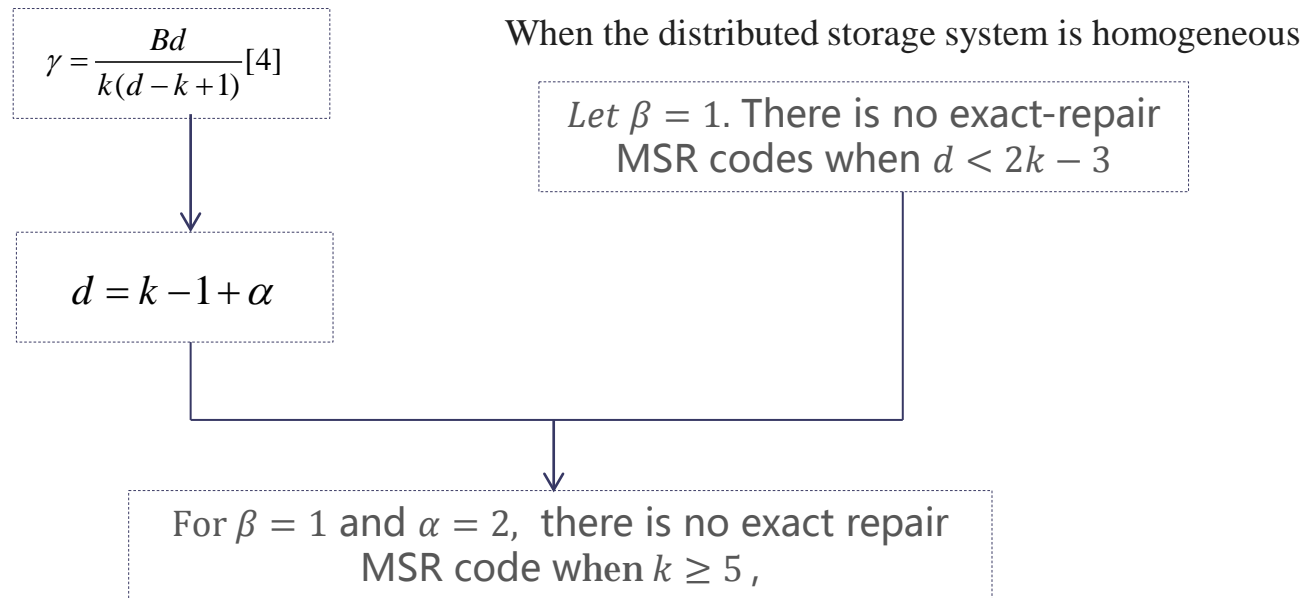 γ = Bd / k(d − k + 1) [4]
When the distributed storage system is homogeneous
Let β = 1. There is no exact-repair
MSR codes when d < 2k − 3
d = k − 1 + α
For β = 1 and α = 2, there is no exact repair
MSR code when k ≥ 5 ,